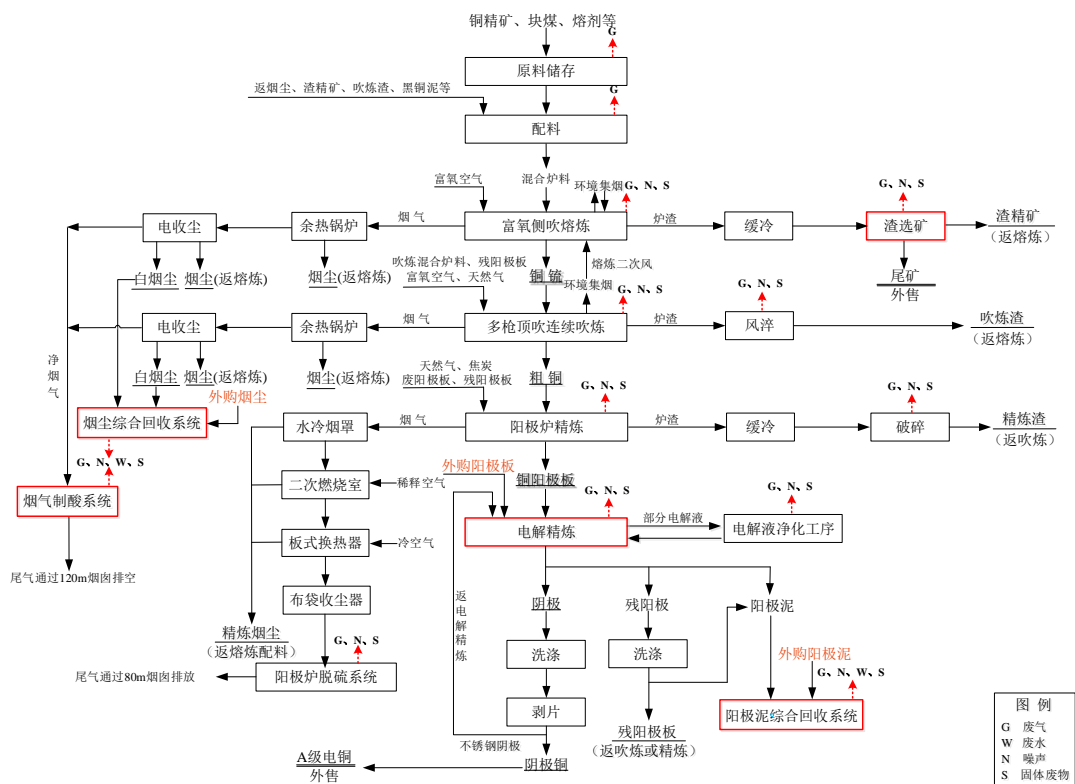 铜精矿、块煤、熔剂等
G
原料储存
返烟尘、渣精矿、吹炼渣、黑铜泥等
G
配料
富氧空气
混合炉料
环境集烟
G、N、S
G、N、S
电收尘
余热锅炉
烟气
富氧侧吹熔炼
炉渣
缓冷
渣选矿
渣精矿
(返熔炼)
白烟尘
烟尘(返熔炼)
烟尘(返熔炼)
吹炼混合炉料、残阳极板
富氧空气、天然气
铜锍
熔炼二次风
环境集烟
尾矿
外售
G、N、S
G、N、S
电收尘
余热锅炉
烟气
多枪顶吹连续吹炼
炉渣
风淬
吹炼渣
(返熔炼)
净烟气
白烟尘
烟尘(返熔炼)
烟尘(返熔炼)
天然气、焦炭
废阳极板、残阳极板
粗铜
外购烟尘
G、N、S
G、N、S
烟尘综合回收系统
水冷烟罩
烟气
阳极炉精炼
炉渣
缓冷
破碎
精炼渣
(返吹炼)
G、N、W、S
外购阳极板
铜阳极板
二次燃烧室
稀释空气
G、N、S
G、N、S
烟气制酸系统
电解精炼
部分电解液
电解液净化工序
板式换热器
冷空气
尾气通过120m烟囱排空
布袋收尘器
返电解精炼
阴极
残阳极
阳极泥
精炼烟尘
(返熔炼配料)
G、N、S
洗涤
洗涤
外购阳极泥
G、N、W、S
尾气通过80m烟囱排放
阳极炉脱硫系统
剥片
阳极泥综合回收系统
残阳极板
(返吹炼或精炼)
不锈钢阴极
A级电铜
外售
阴极铜
图 例
G 废气
W 废水
N 噪声
S 固体废物